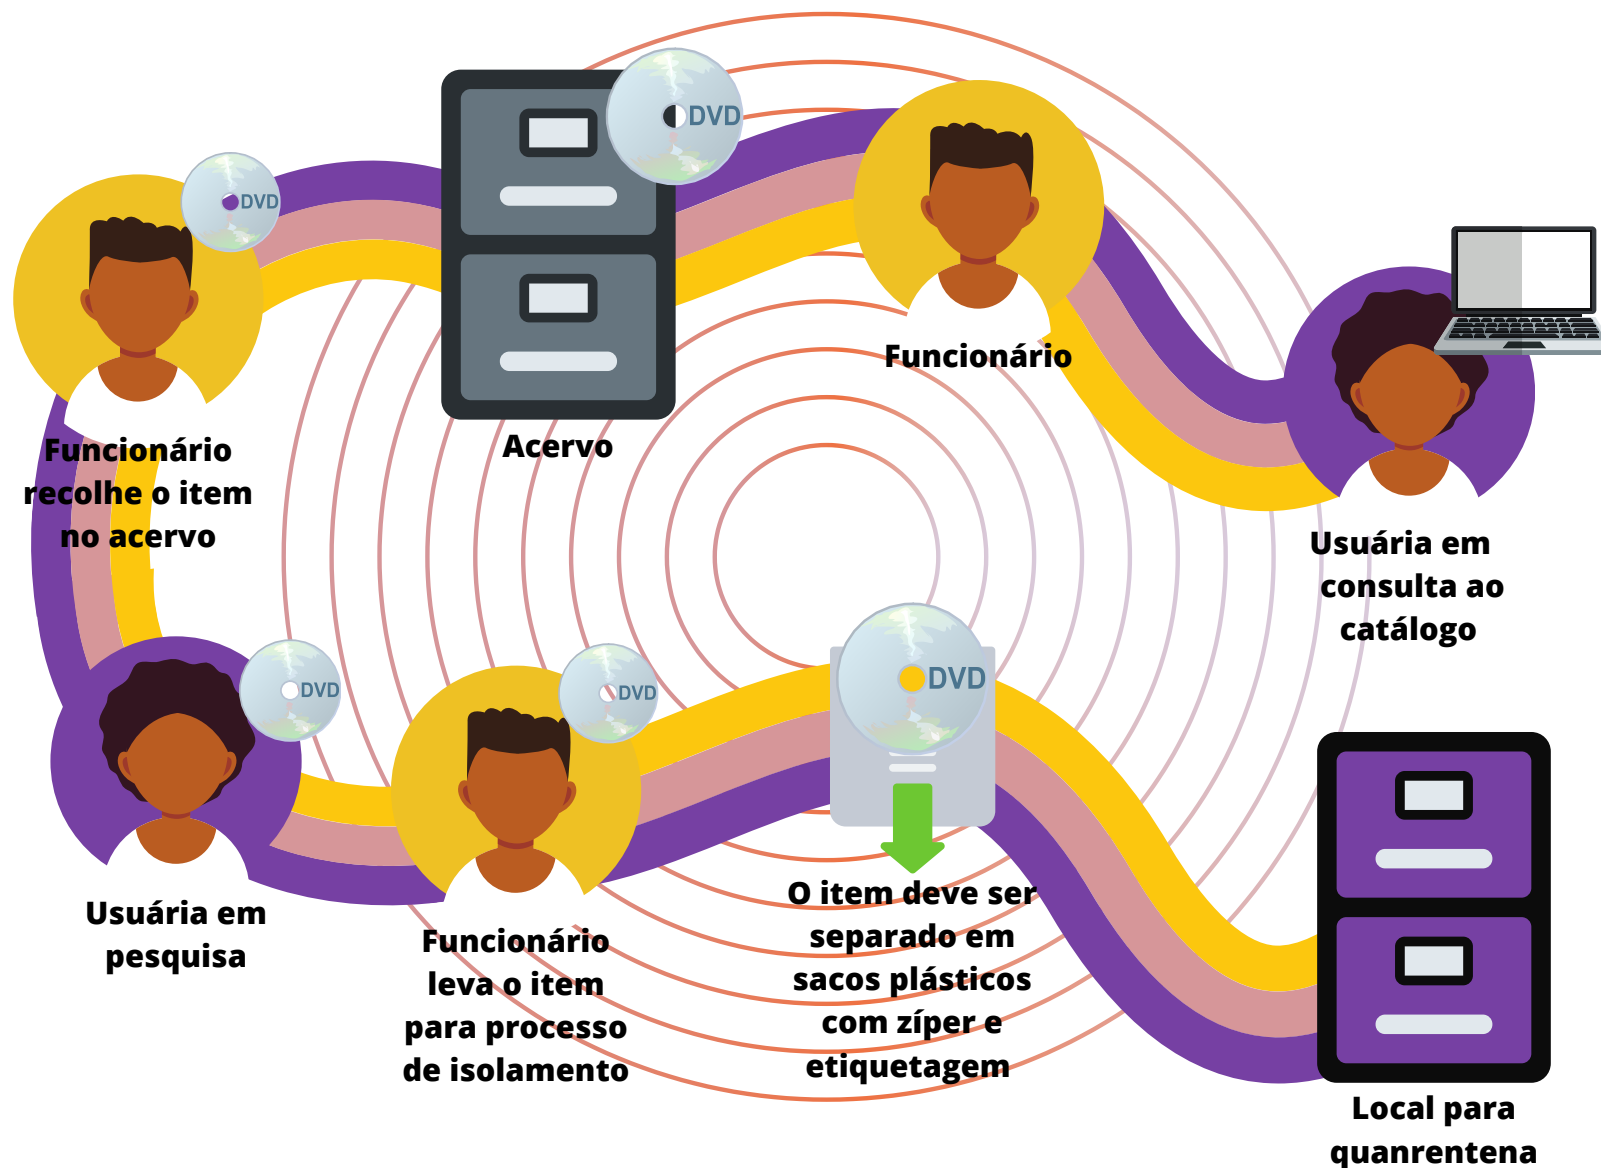 DVD
DVD
Funcionário
Acervo
Funcionário
recolhe o item
no acervo
Usuária em
consulta ao
catálogo
DVD
DVD
DVD
Usuária em
pesquisa
Funcionário
leva o item
para processo
de isolamento
O item deve ser
separado em
sacos plásticos
com zíper e
etiquetagem
Local para
quanrentena